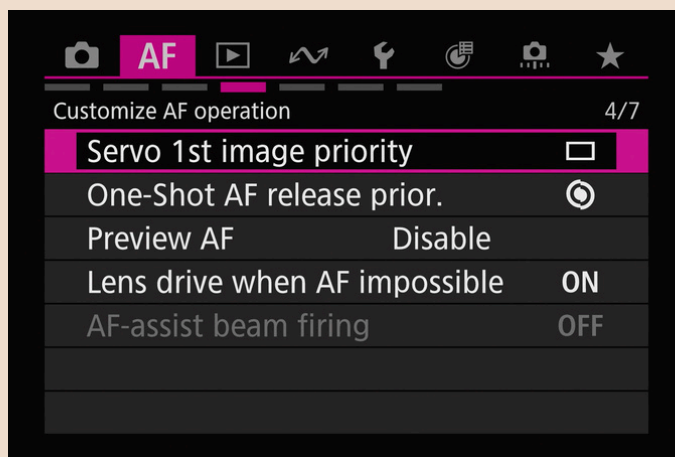 AF
Customize AF operation 4/7
Servo 1st image priority
One-Shot AF release prior.
Preview AF Disable
Lens drive when AF impossible ON
AF-assist beam firing OFF